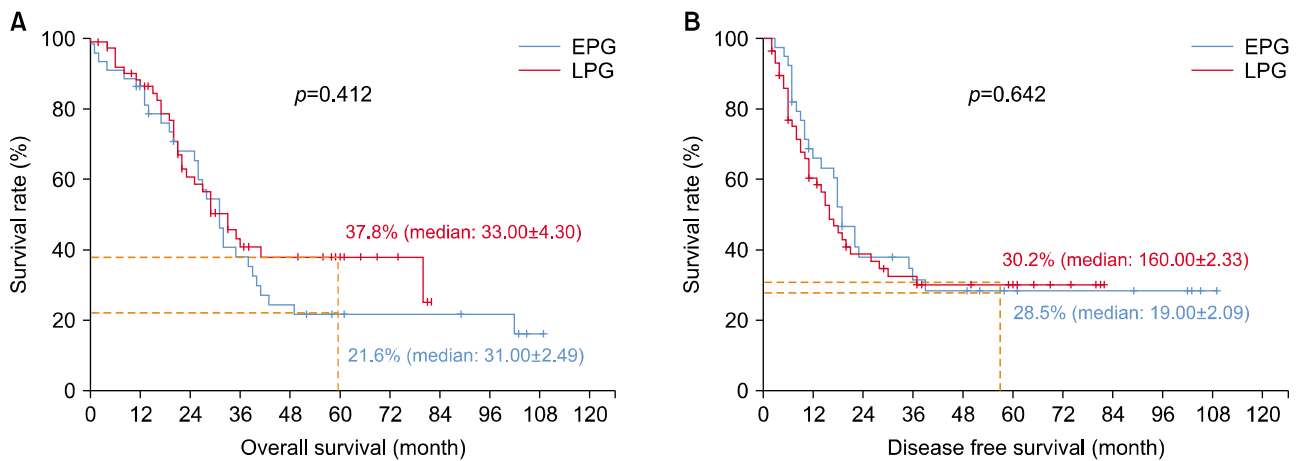 A
Survival rate (%)
100
80
60
40
20
0
EPG
LPG
p=0.412
37.8% (median: 33.00±4.30)
21.6% (median: 31.00±2.49)
0 12 24 36 48 60 72 84 96 108 120
Overall survival (month)
B
Survival rate (%)
100
80
60
40
20
0
EPG
LPG
p=0.642
30.2% (median: 160.00±2.33)
28.5% (median: 19.00±2.09)
0 12 24 36 48 60 72 84 96 108 120
Disease free survival (month)